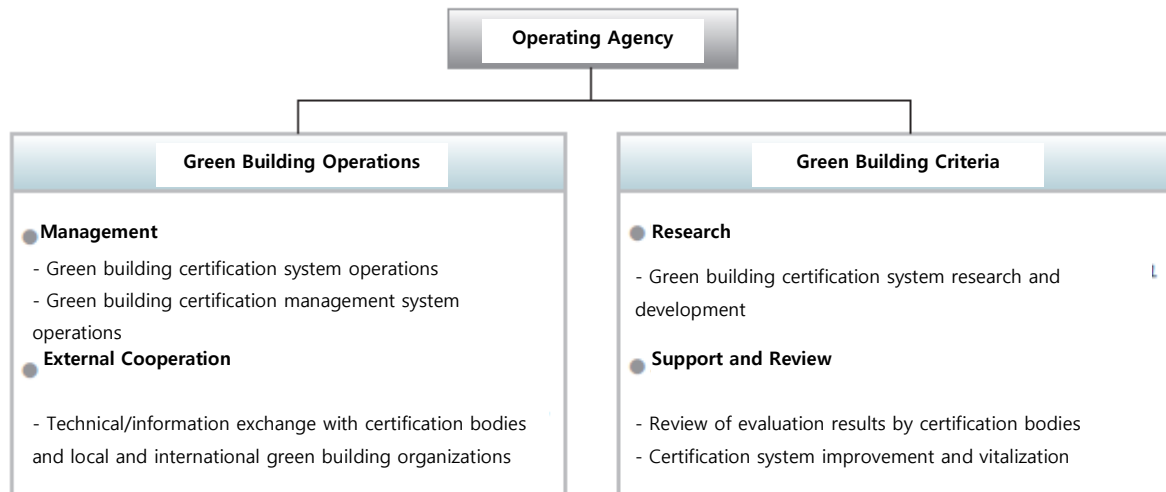 Operating Agency
Green Building Operations
Management
- Green building certification system operations
- Green building certification management system
operations
External Cooperation
- Technical/information exchange with certification bodies
and local and international green building organizations
Green Building Criteria
Research
- Green building certification system research and
development
Support and Review
- Review of evaluation results by certification bodies
- Certification system improvement and vitalization